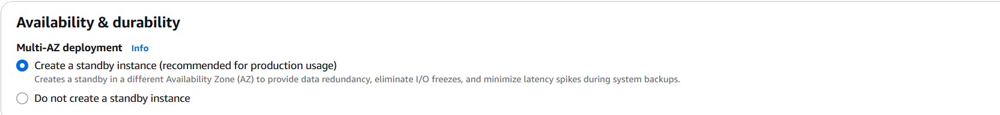 Availability & durability
Multi-AZ deployment Info
Create a standby instance (recommended for production usage)
Creates a standby in a different Availability Zone (AZ) to provide data redundancy, eliminate I/O freezes, and minimize latency spikes during system backups.
Do not create a standby instance